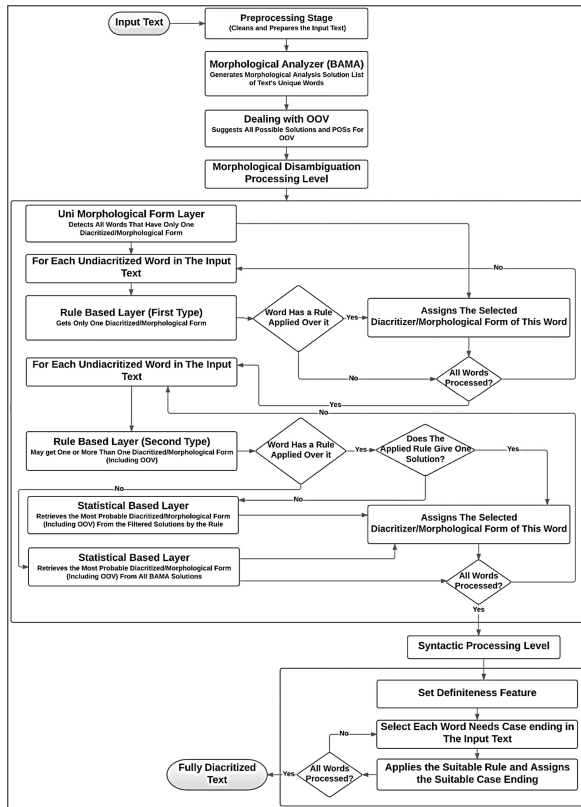 Input Text
Preprocessing Stage
(Cleans and Prepares the Input Text)
Morphological Analyzer (BAMA)
Generates Morphological Analysis Solution List
of Text's Unique Words
Dealing with OOV
Suggests All Possible Solutions and POSs For
OOV
Morphological Disambiguation
Processing Level
Uni Morphological Form Layer
Detects All Words That Have Only One
Diacritized/Morphological Form
No
For Each Undiacritized Word in The Input
Text
Rule Based Layer (First Type)
Gets Only One Diacritized/Morphological Form
Word Has a Rule
Applied Over it
Yes
Assigns The Selected
Diacritizer/Morphological Form of This Word
For Each Undiacritized Word in The Input
Text
No
All Words
Processed?
Yes
No
Rule Based Layer (Second Type)
May get One or More Than One Diacritized/Morphological Form
(Including OOV)
Word Has a Rule
Applied Over it
Yes
Does The
Applied Rule Give One
Solution?
Yes
No
No
Statistical Based Layer
Retrieves the Most Probable Diacritized/Morphological Form
(Including OOV) From the Filtered Solutions by the Rule
Assigns The Selected
Diacritizer/Morphological Form of This Word
Statistical Based Layer
Retrieves the Most Probable Diacritized/Morphological Form
(Including OOV) From All BAMA Solutions
All Words
Processed?
Yes
Syntactic Processing Level
Set Definiteness Feature
No
Select Each Word Needs Case ending in
The Input Text
Fully Diacritized
Text
Yes
All Words
Processed?
Applies the Suitable Rule and Assigns
the Suitable Case Ending